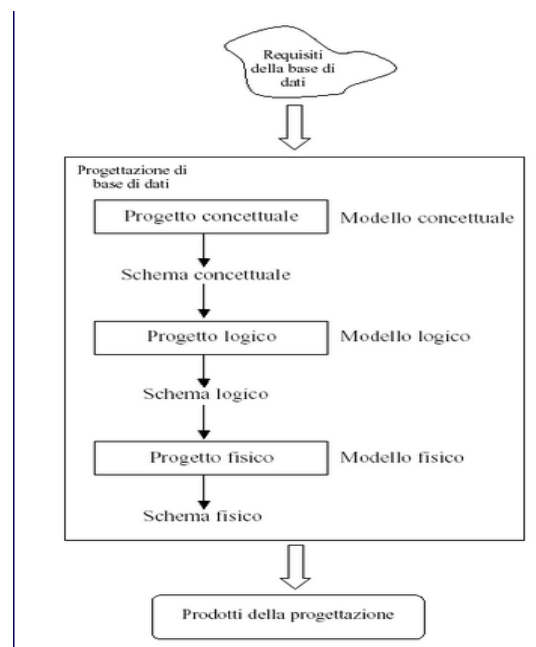 Requisiti
della base di
dati
Progettazione di
base di dati
Progetto concettuale
Modello concettuale
Schema concettuale
Progetto logico
Modello logico
Schema logico
Progetto fisico
Modello fisico
Schema fisico
Prodotti della progettazione